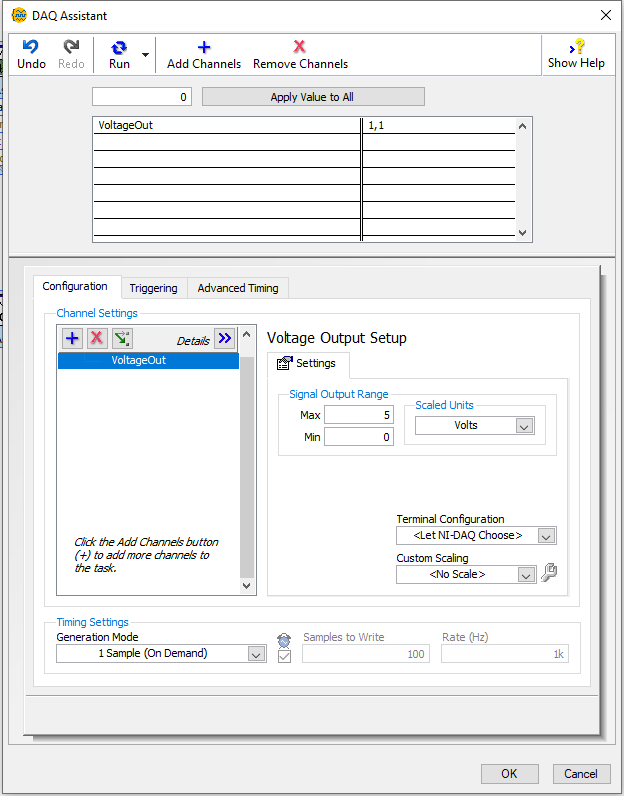 DAQ Assistant
Undo Redo Run Add Channels Remove Channels Show Help
0 Apply Value to All
VoltageOut 1,1
Configuration Triggering Advanced Timing
Channel Settings
Details
VoltageOut
Click the Add Channels button
(+) to add more channels to
the task.
Voltage Output Setup
Settings
Signal Output Range
Max 5
Min 0
Scaled Units
Volts
Terminal Configuration
<Let NI-DAQ Choose>
Custom Scaling
<No Scale>
Timing Settings
Generation Mode Samples to Write Rate (Hz)
1 Sample (On Demand) 100 1k
OK Cancel